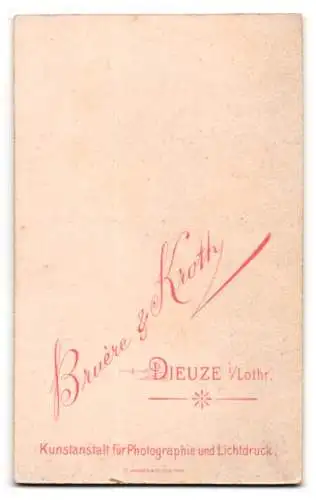 Bruère & Kroth
DIEUZE i/Lothr.
Kunstanstalt für Photographie und Lichtdruck.